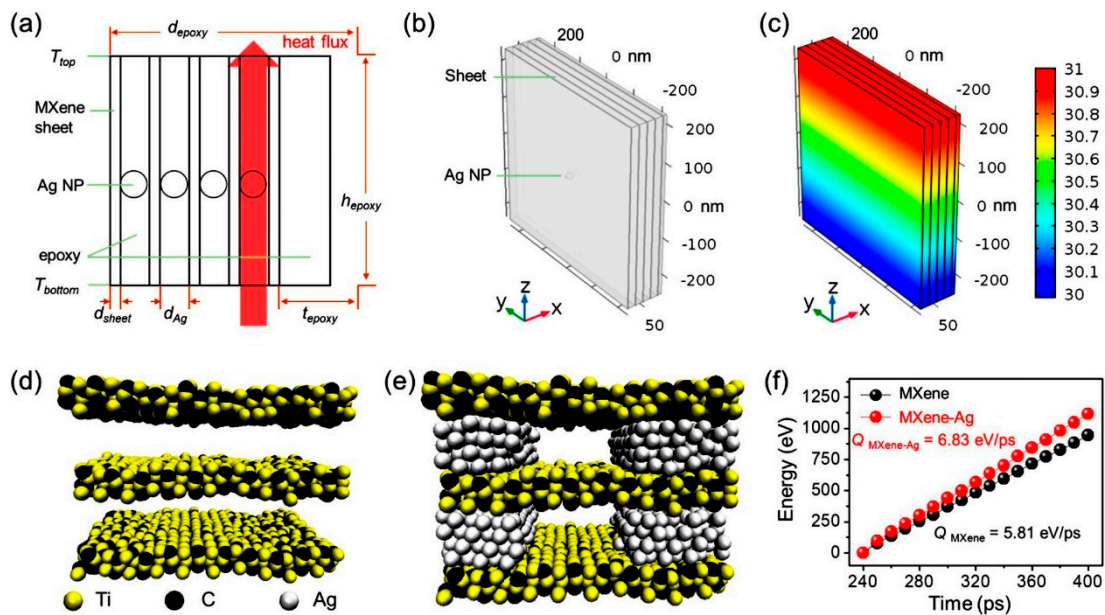 (a)
d_epoxy
heat flux
T_top
MXene
sheet
Ag NP
h_epoxy
epoxy
T_bottom
d_sheet
d_Ag
t_epoxy
(b)
200
0 nm
-200
Sheet
200
100
Ag NP
0 nm
-100
-200
z
y
x
50
(c)
200
0 nm
-200
200
100
0 nm
-100
-200
z
y
x
50
31
30.9
30.8
30.7
30.6
30.5
30.4
30.3
30.2
30.1
30
(d)
Ti
C
Ag
(e)
(f)
1250
1000
750
500
250
0
Energy (eV)
MXene
MXene-Ag
Q MXene-Ag = 6.83 eV/ps
Q MXene = 5.81 eV/ps
240
280
320
360
400
Time (ps)